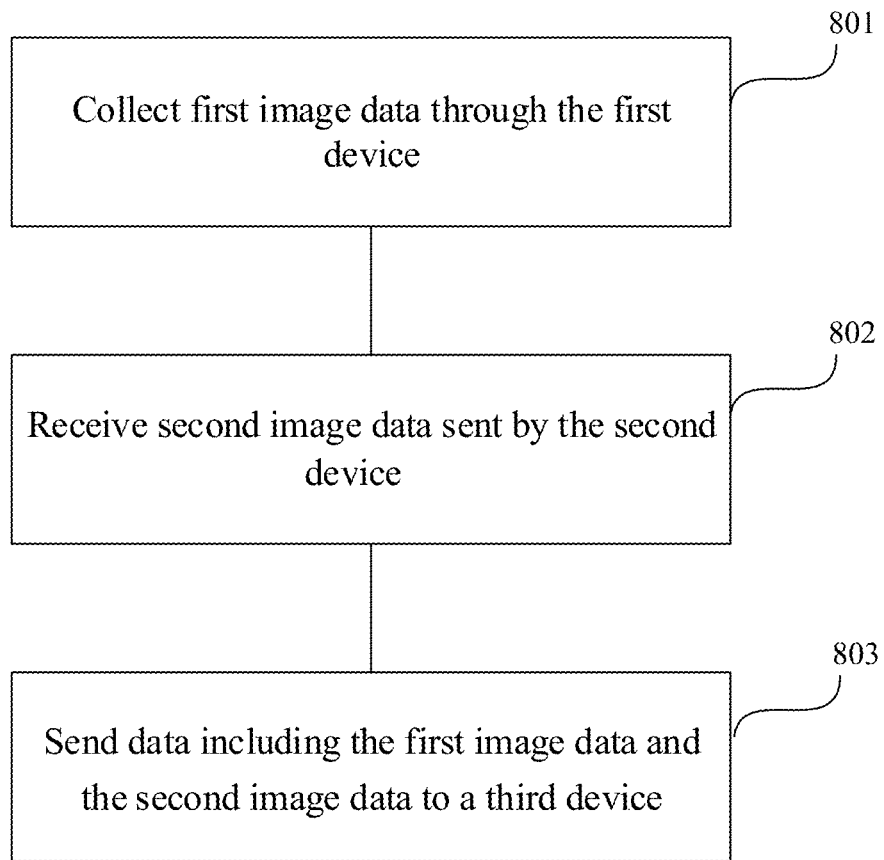 801
Collect first image data through the first
device
802
Receive second image data sent by the second
device
803
Send data including the first image data and
the second image data to a third device